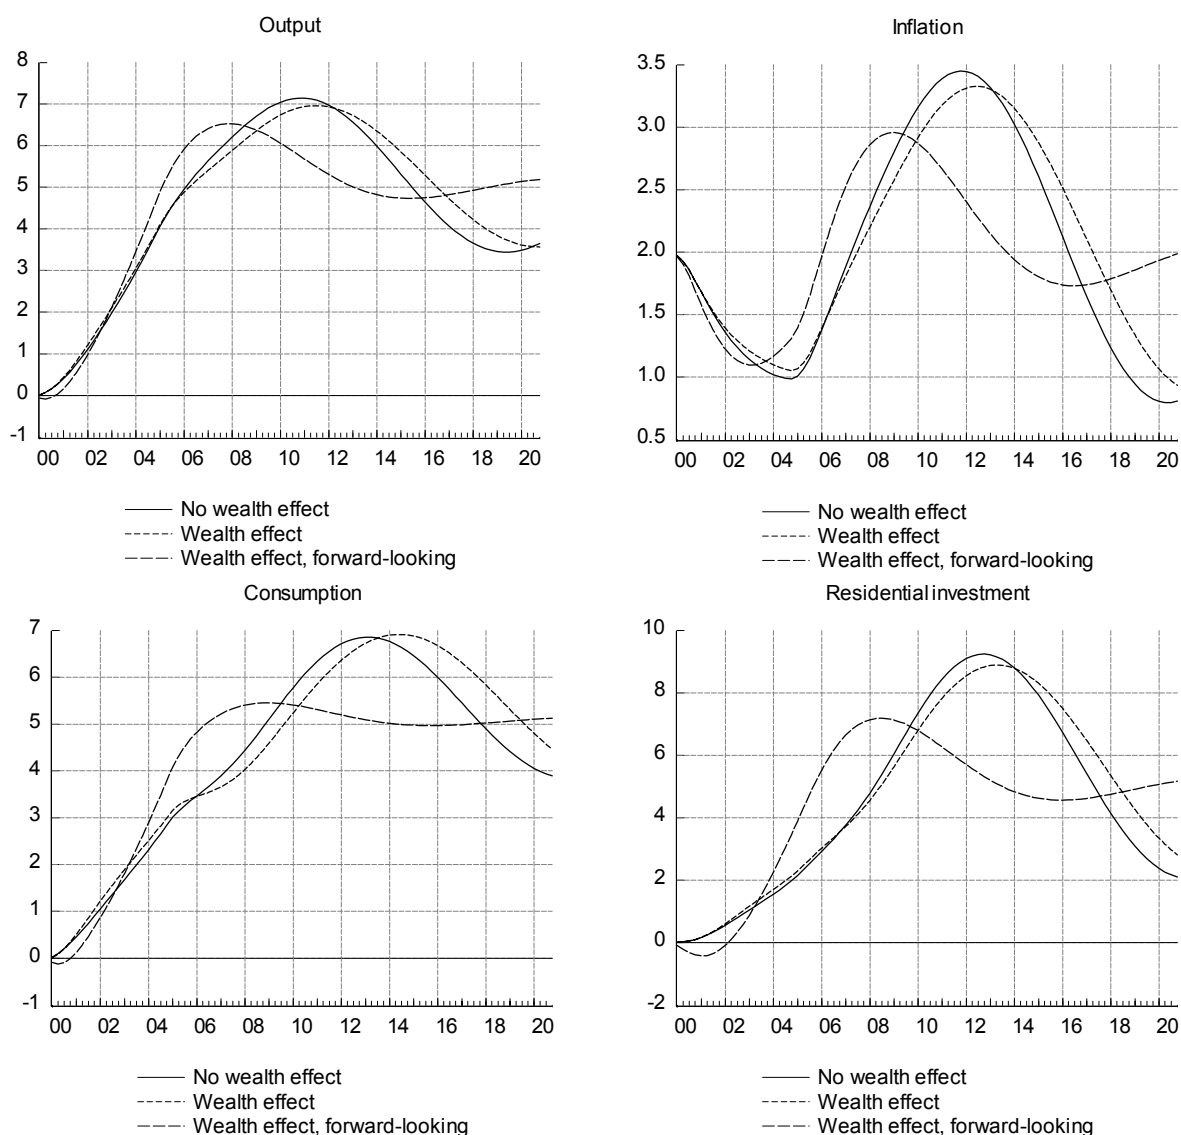 Output
8
7
6
5
4
3
2
1
0
-1
00 02 04 06 08 10 12 14 16 18 20
No wealth effect
Wealth effect
Wealth effect, forward-looking
Inflation
3.5
3.0
2.5
2.0
1.5
1.0
0.5
00 02 04 06 08 10 12 14 16 18 20
No wealth effect
Wealth effect
Wealth effect, forward-looking
Consumption
7
6
5
4
3
2
1
0
-1
00 02 04 06 08 10 12 14 16 18 20
No wealth effect
Wealth effect
Wealth effect, forward-looking
Residential investment
10
8
6
4
2
0
-2
00 02 04 06 08 10 12 14 16 18 20
No wealth effect
Wealth effect
Wealth effect, forward-looking